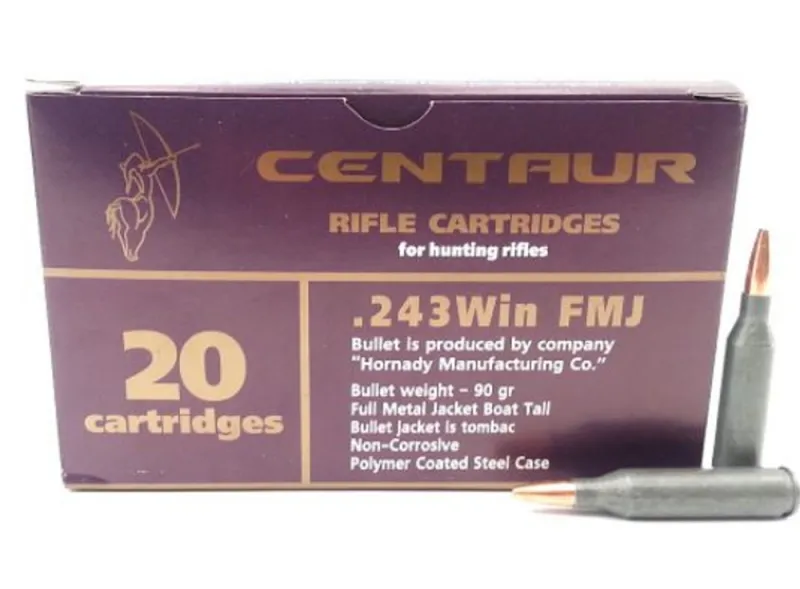 CENTAUR
RIFLE CARTRIDGES
for hunting rifles
20
cartridges
.243Win FMJ
Bullet is produced by company
"Hornady Manufacturing Co."
Bullet weight – 90 gr
Full Metal Jacket Boat Tall
Bullet jacket is tombac
Non-Corrosive
Polymer Coated Steel Case